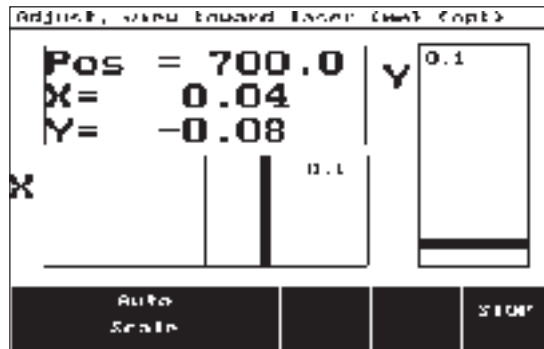 Adjust, view toward laser (mm) (opt)
Pos = 700.0
X= 0.04
Y= -0.08
Y
0.1
X
0.1
Auto
Scale
STOP